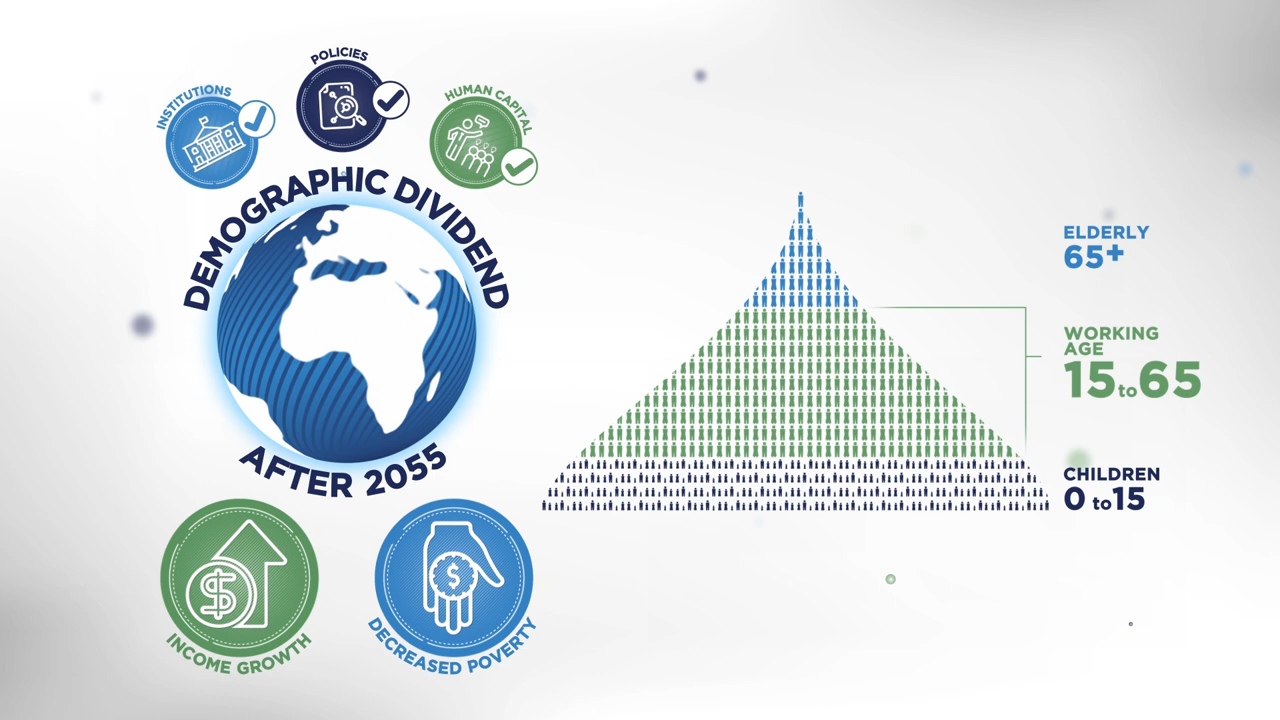 POLICIES
INSTITUTIONS
HUMAN CAPITAL
DEMOGRAPHIC DIVIDEND
AFTER 2055
INCOME GROWTH
DECREASED POVERTY
ELDERLY
65+
WORKING
AGE
15 to 65
CHILDREN
0 to 15